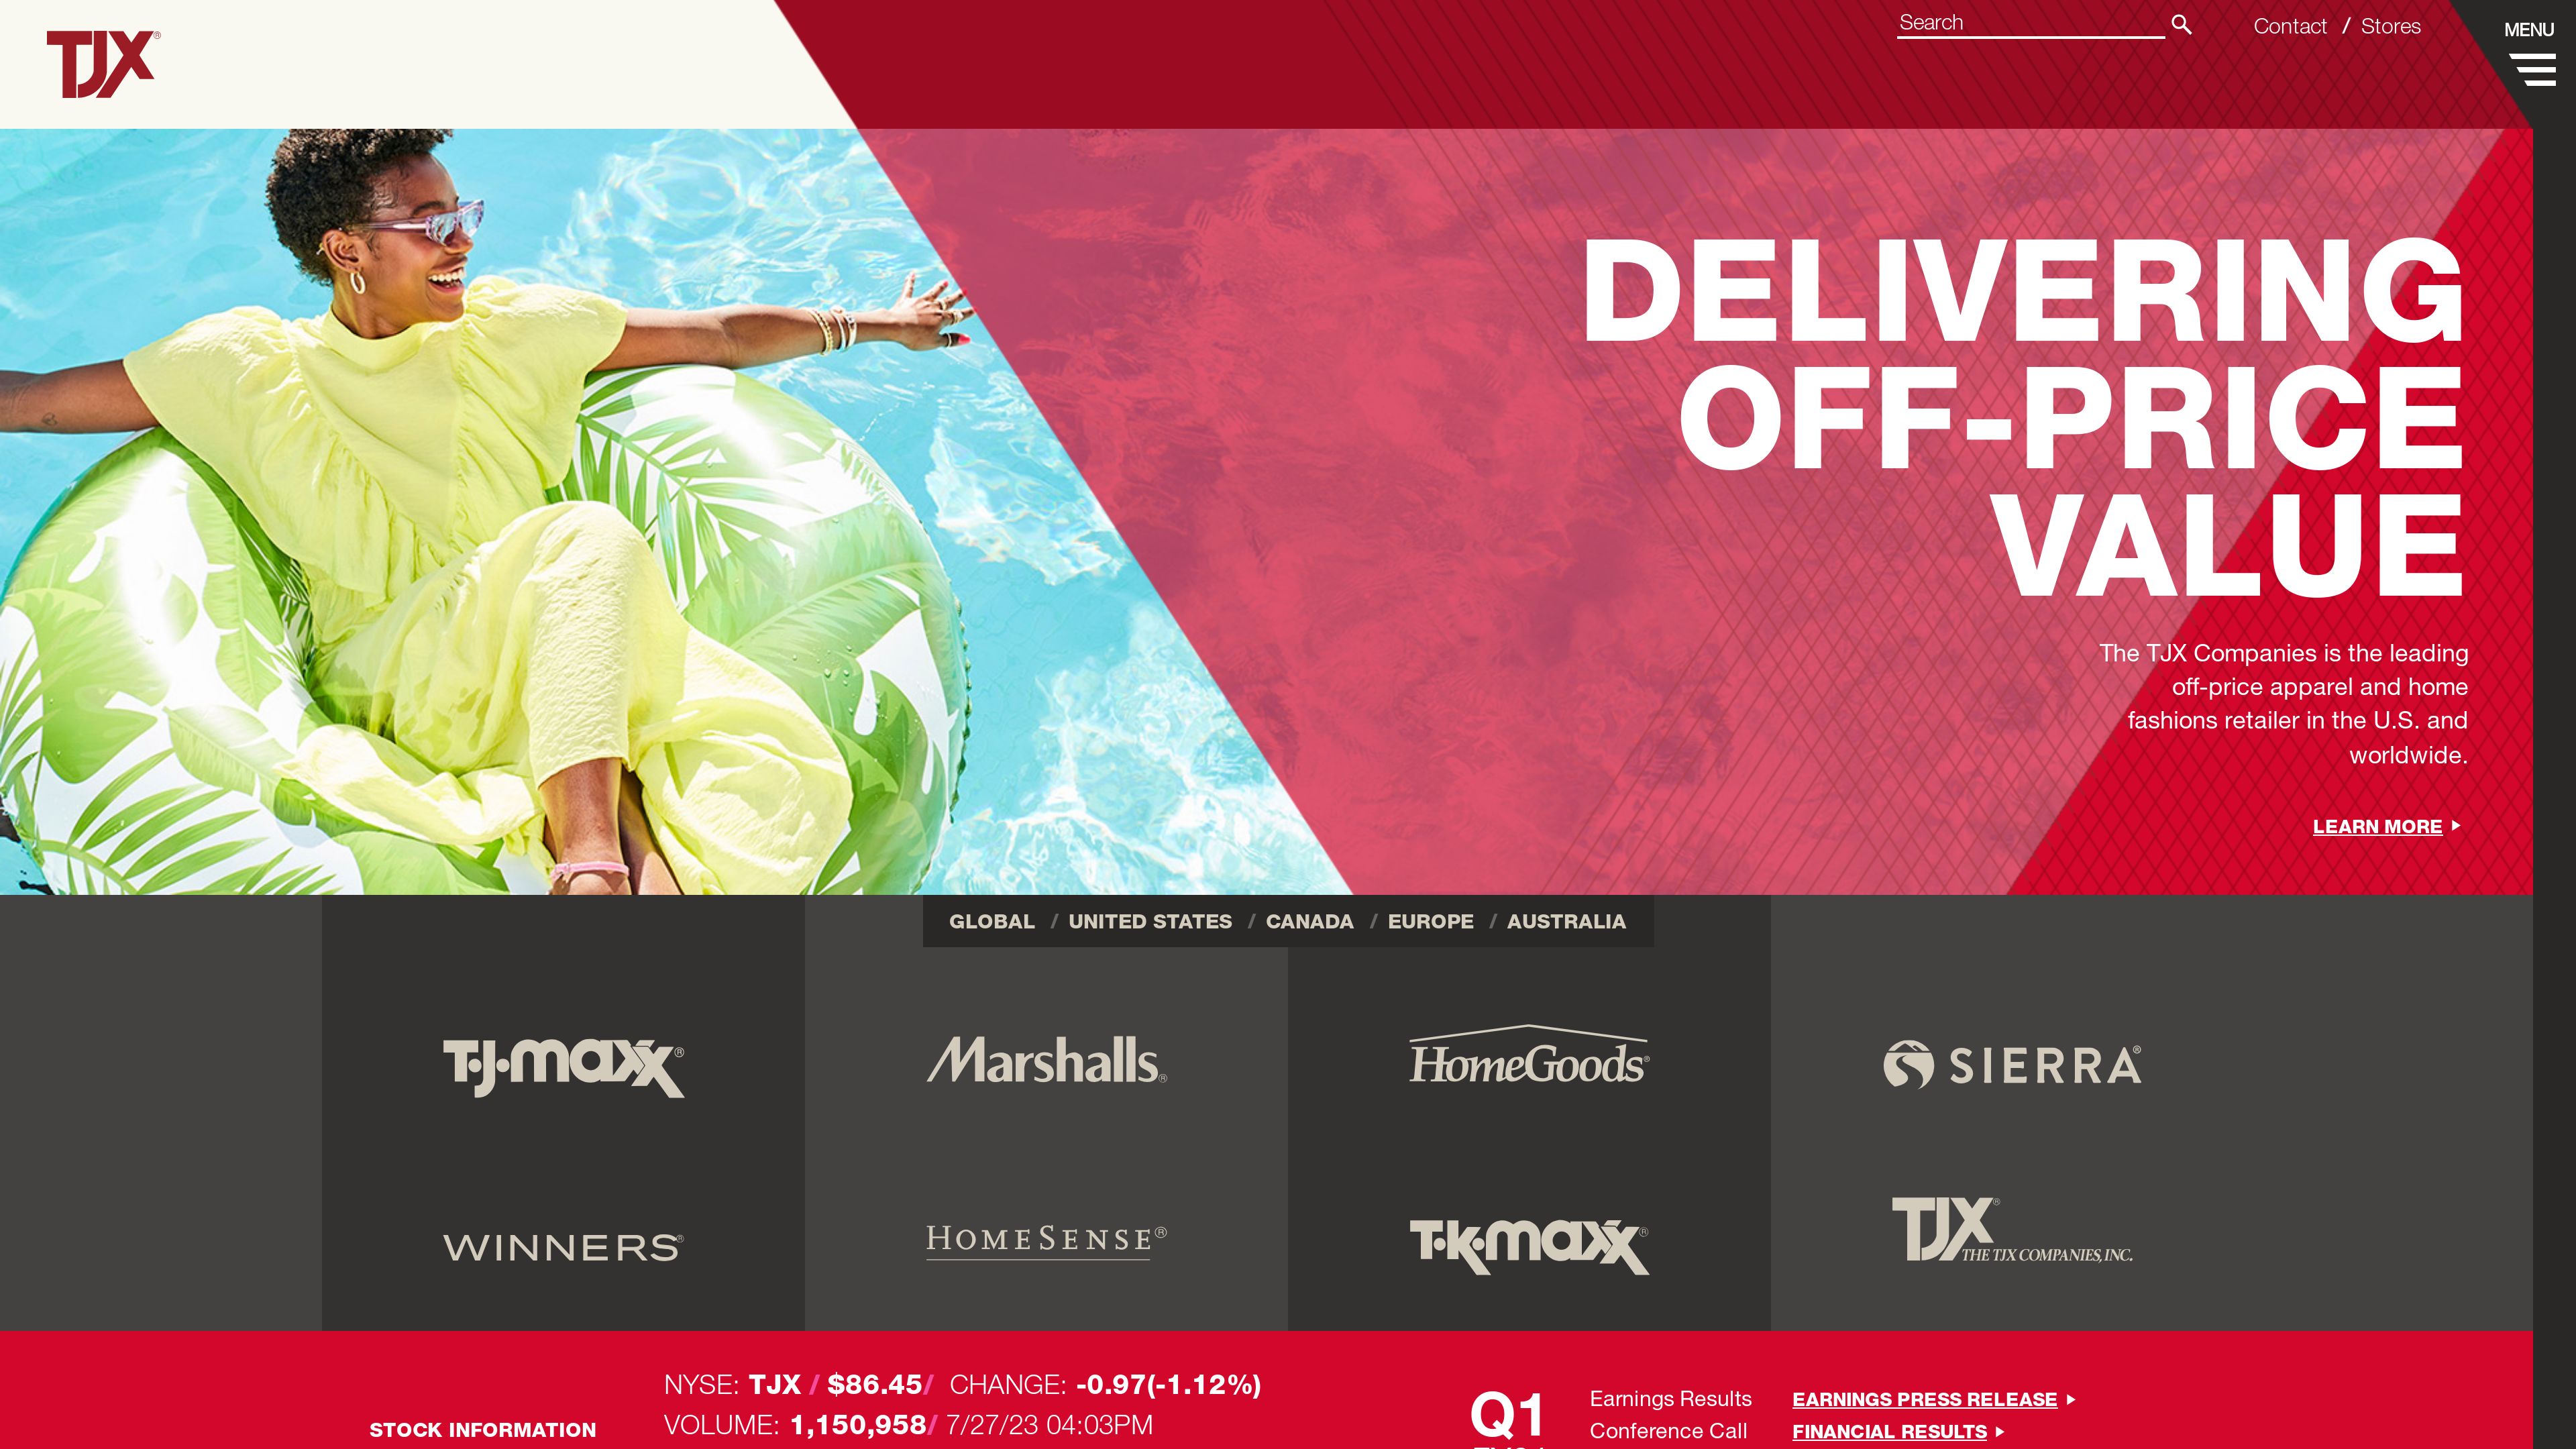 TJX®
Search
Contact / Stores
MENU
DELIVERING
OFF-PRICE
VALUE
The TJX Companies is the leading
off-price apparel and home
fashions retailer in the U.S. and
worldwide.
LEARN MORE
GLOBAL / UNITED STATES / CANADA / EUROPE / AUSTRALIA
T·J·maxx®
Marshalls®
HomeGoods®
SIERRA®
WINNERS®
HOMESENSE®
T·K·maxx®
TJX®
THE TJX COMPANIES, INC.
STOCK INFORMATION
NYSE: TJX / $86.45/ CHANGE: -0.97(-1.12%)
VOLUME: 1,150,958/ 7/27/23 04:03PM
Q1
Earnings Results
Conference Call
EARNINGS PRESS RELEASE
FINANCIAL RESULTS